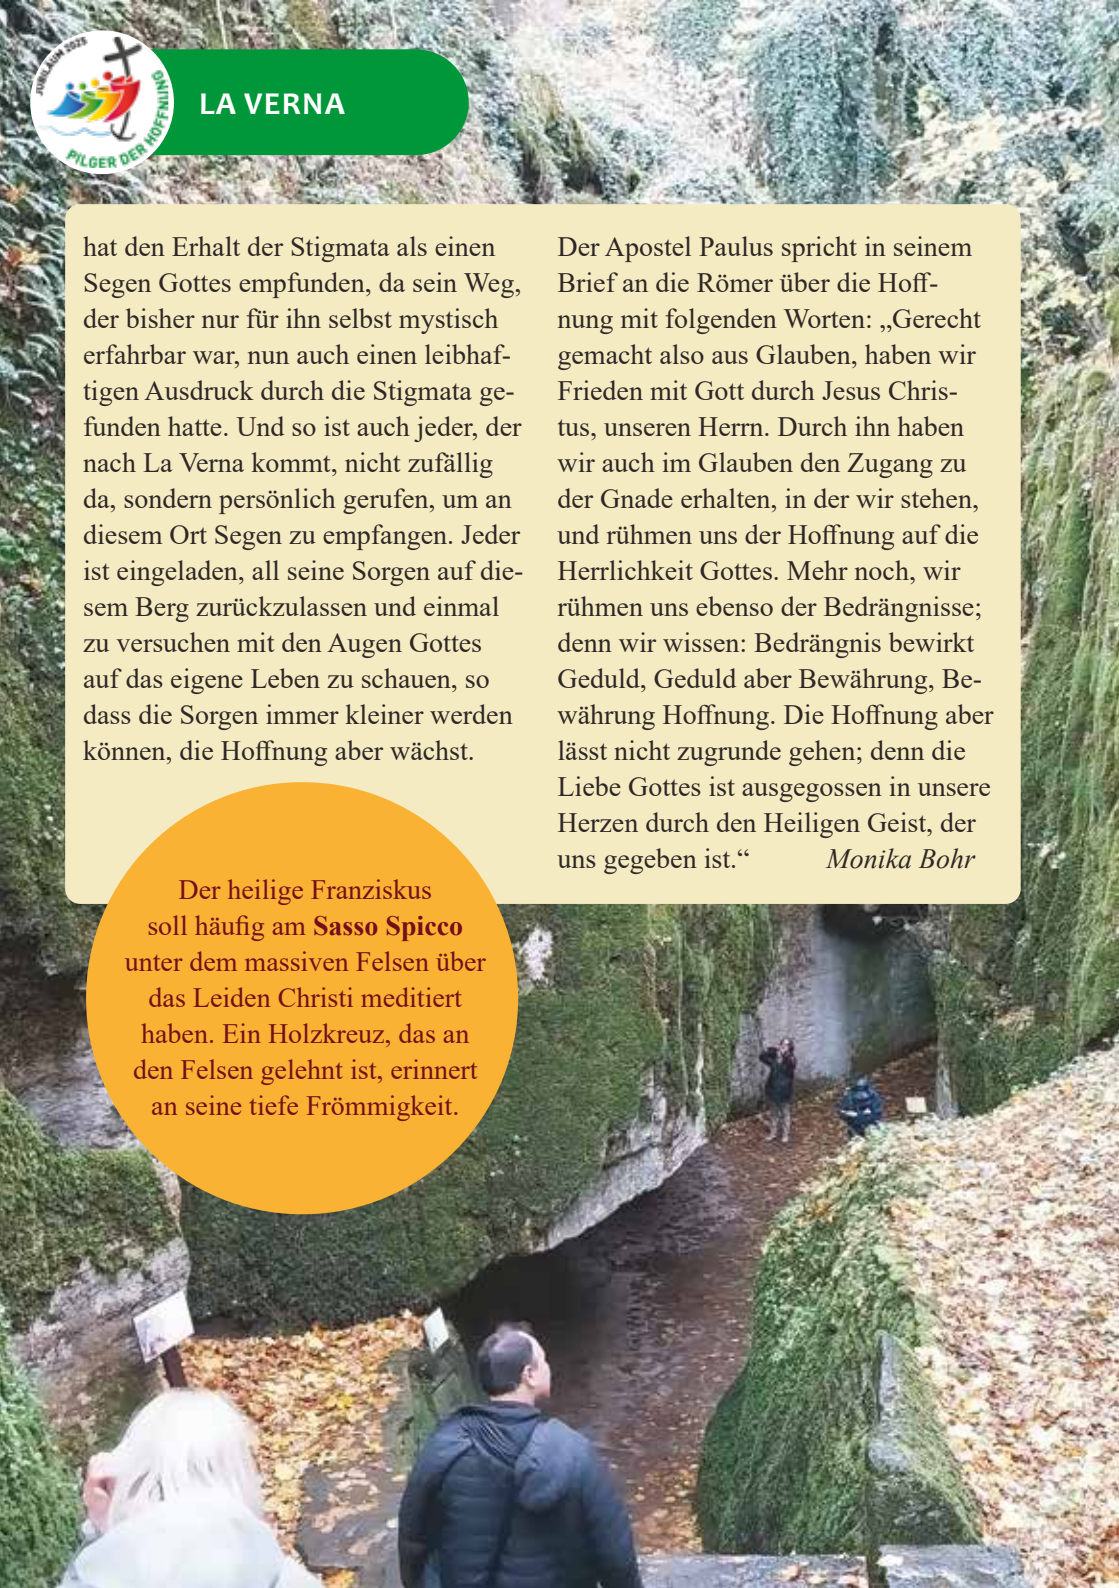 JUBILÄUM 2025
PILGER DER HOFFNUNG
LA VERNA
hat den Erhalt der Stigmata als einen
Segen Gottes empfunden, da sein Weg,
der bisher nur für ihn selbst mystisch
erfahrbar war, nun auch einen leibhaf-
tigen Ausdruck durch die Stigmata ge-
funden hatte. Und so ist auch jeder, der
nach La Verna kommt, nicht zufällig
da, sondern persönlich gerufen, um an
diesem Ort Segen zu empfangen. Jeder
ist eingeladen, all seine Sorgen auf die-
sem Berg zurückzulassen und einmal
zu versuchen mit den Augen Gottes
auf das eigene Leben zu schauen, so
dass die Sorgen immer kleiner werden
können, die Hoffnung aber wächst.
Der Apostel Paulus spricht in seinem
Brief an die Römer über die Hoff-
nung mit folgenden Worten: „Gerecht
gemacht also aus Glauben, haben wir
Frieden mit Gott durch Jesus Chris-
tus, unseren Herrn. Durch ihn haben
wir auch im Glauben den Zugang zu
der Gnade erhalten, in der wir stehen,
und rühmen uns der Hoffnung auf die
Herrlichkeit Gottes. Mehr noch, wir
rühmen uns ebenso der Bedrängnisse;
denn wir wissen: Bedrängnis bewirkt
Geduld, Geduld aber Bewährung, Be-
währung Hoffnung. Die Hoffnung aber
lässt nicht zugrunde gehen; denn die
Liebe Gottes ist ausgegossen in unsere
Herzen durch den Heiligen Geist, der
uns gegeben ist.“ Monika Bohr
Der heilige Franziskus
soll häufig am Sasso Spicco
unter dem massiven Felsen über
das Leiden Christi meditiert
haben. Ein Holzkreuz, das an
den Felsen gelehnt ist, erinnert
an seine tiefe Frömmigkeit.